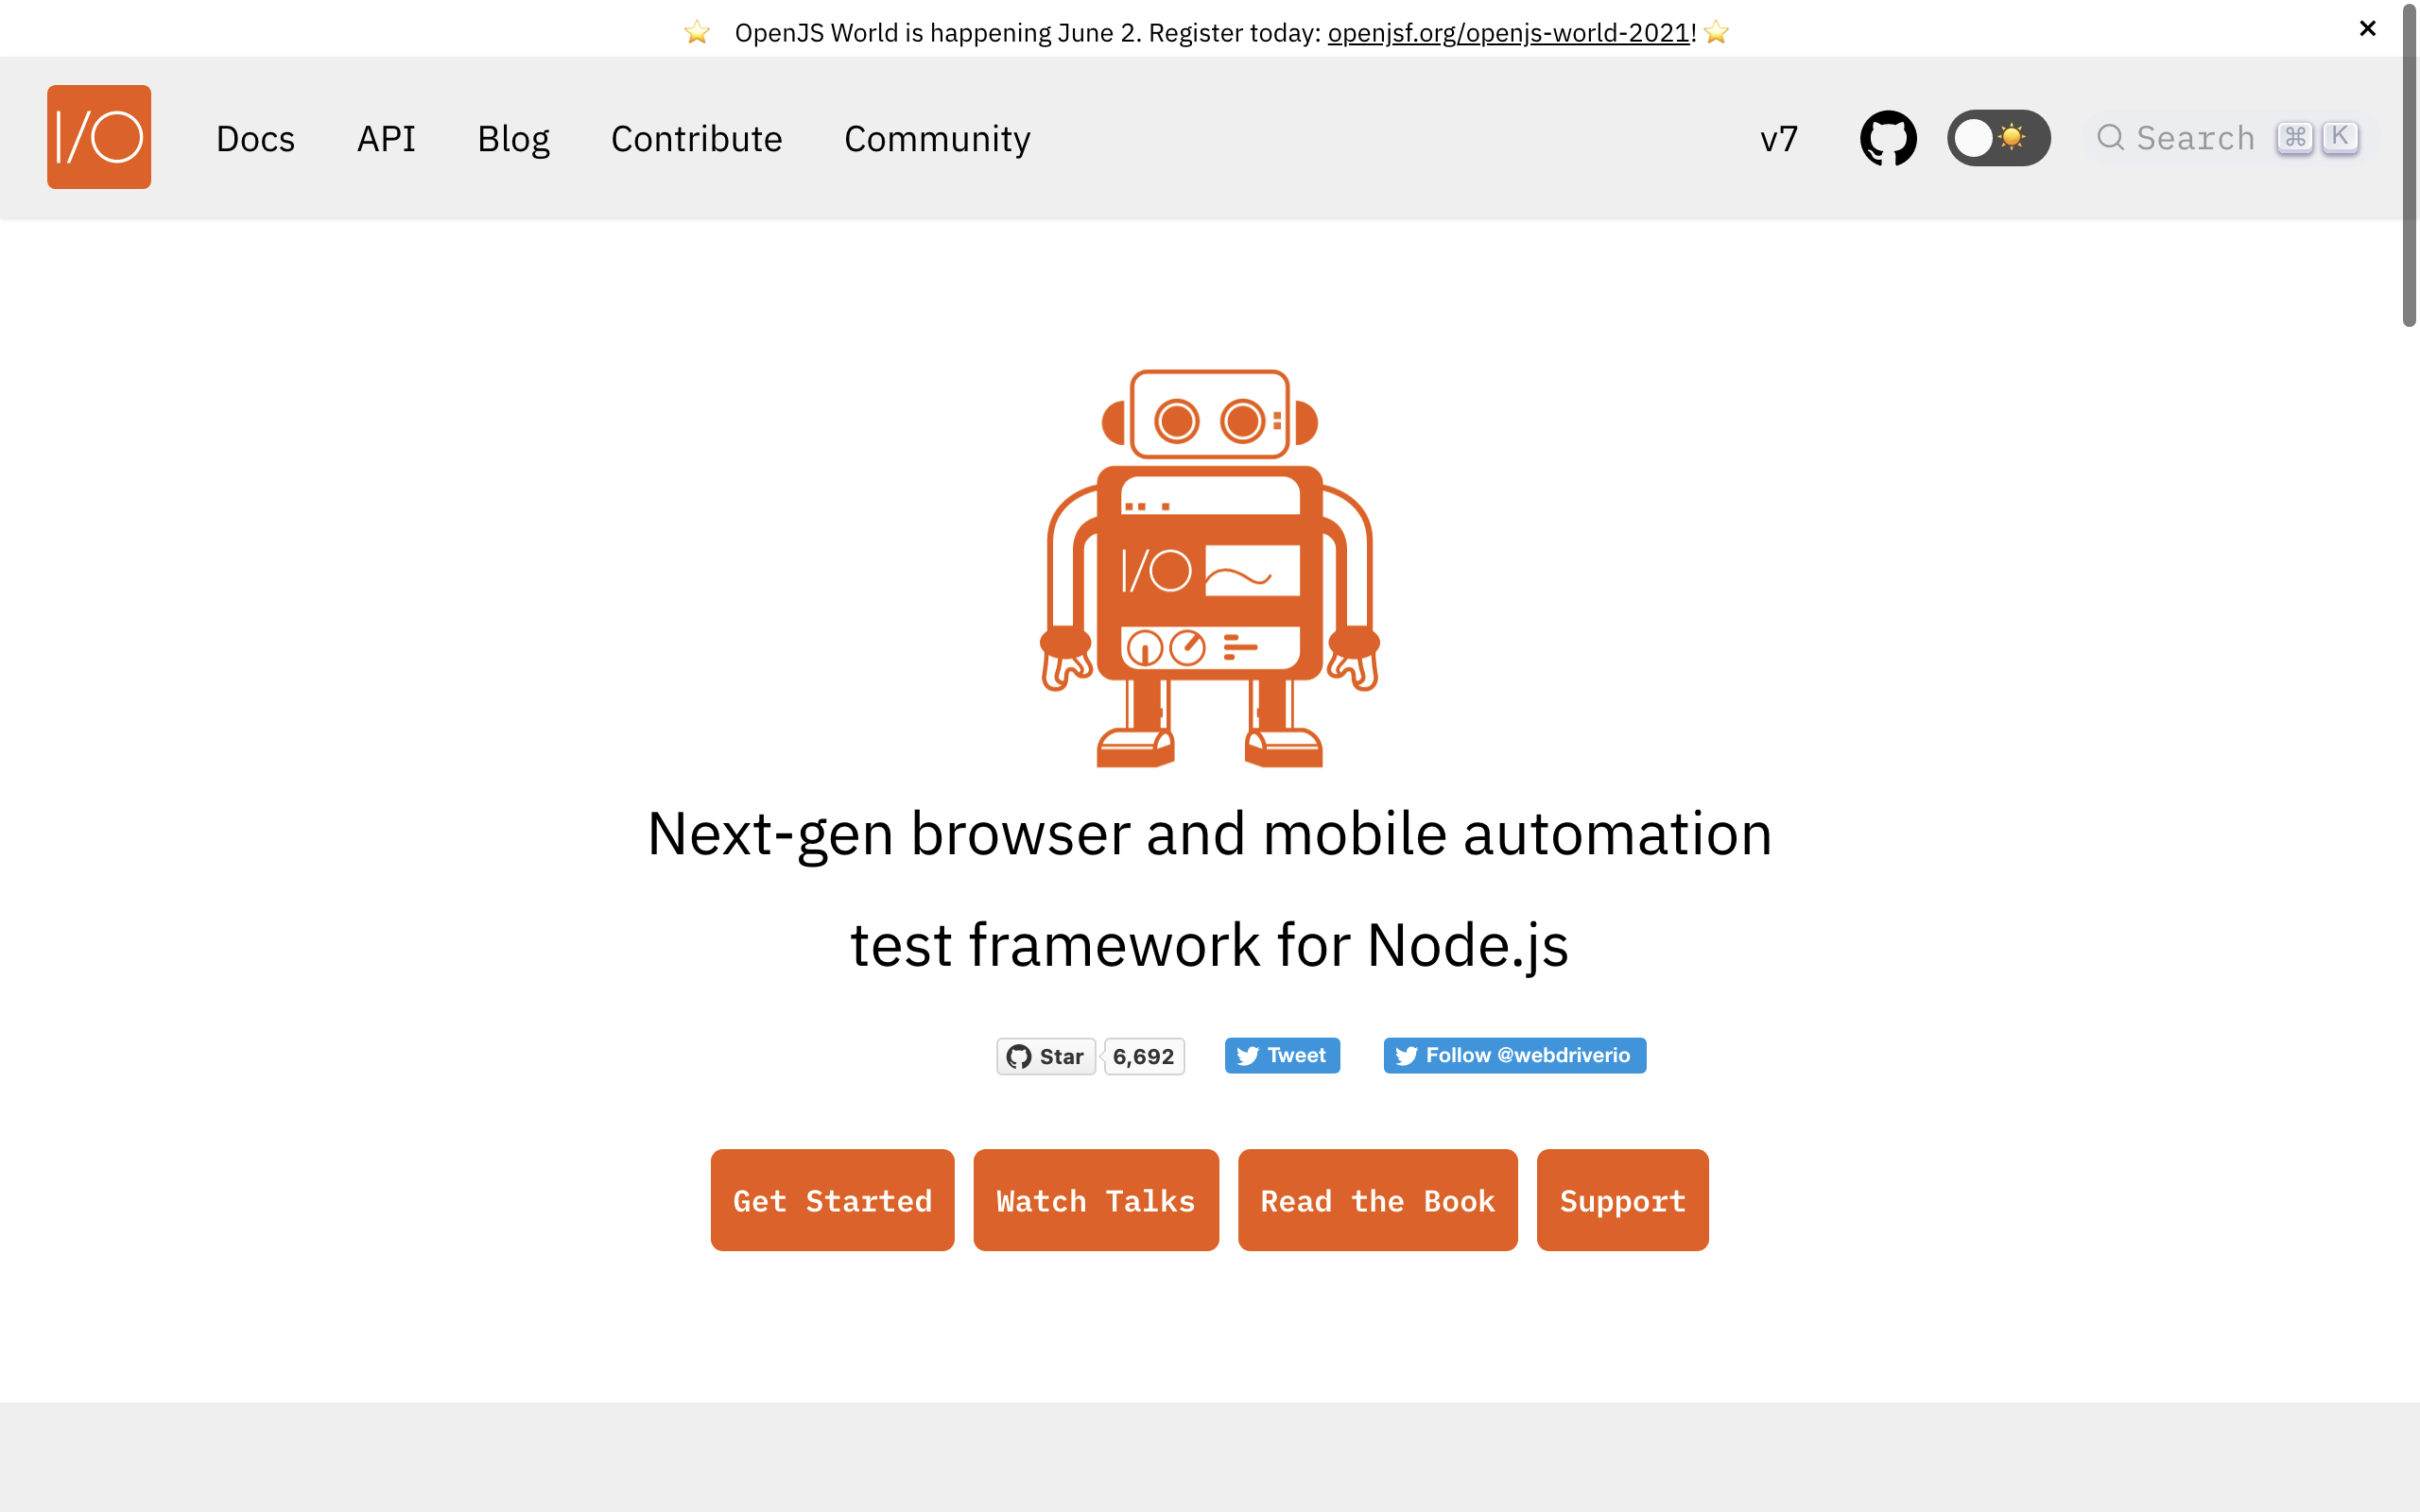 ⭐️ OpenJS World is happening June 2. Register today: openjsf.org/openjs-world-2021! ⭐️ ✕
I/O Docs API Blog Contribute Community v7 Search ⌘ K
I/O
Next-gen browser and mobile automation
test framework for Node.js
Star 6,692 Tweet Follow @webdriverio
Get Started Watch Talks Read the Book Support